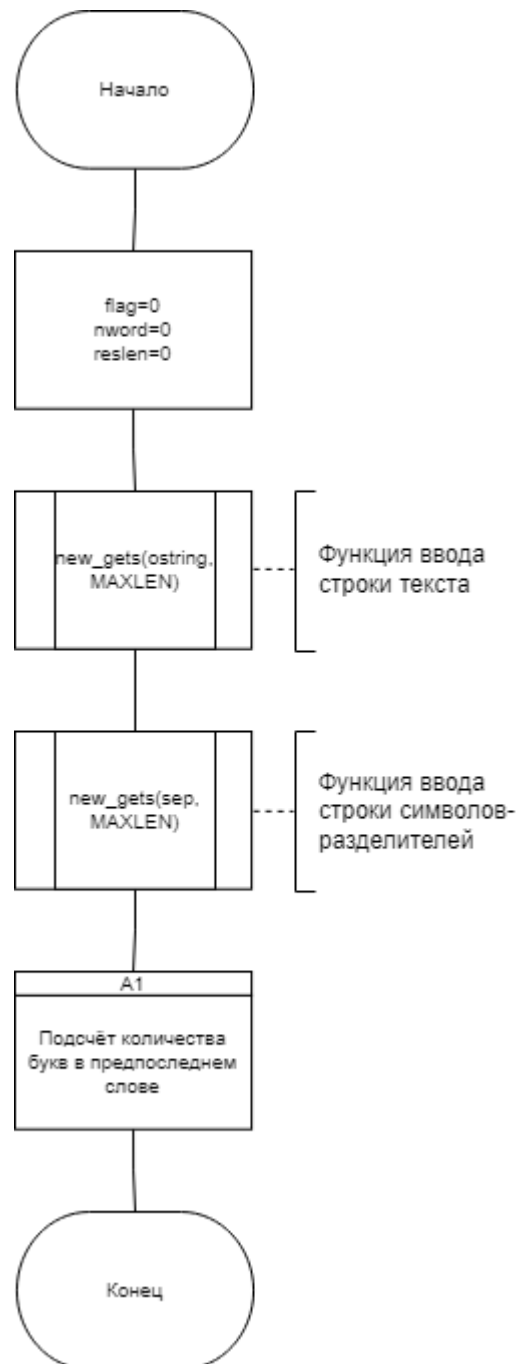 Начало
flag=0
nword=0
reslen=0
new_gets(ostring,
MAXLEN)
Функция ввода
строки текста
new_gets(sep,
MAXLEN)
Функция ввода
строки символов-
разделителей
A1
Подсчёт количества
букв в предпоследнем
слове
Конец